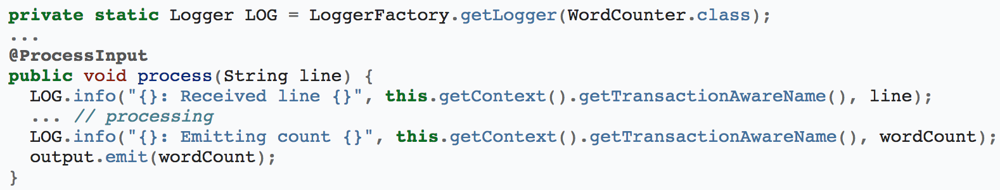 private static Logger LOG = LoggerFactory.getLogger(WordCounter.class);
...
@ProcessInput
public void process(String line) {
  LOG.info("{}: Received line {}", this.getContext().getTransactionAwareName(), line);
  ... // processing
  LOG.info("{}: Emitting count {}", this.getContext().getTransactionAwareName(), wordCount);
  output.emit(wordCount);
}